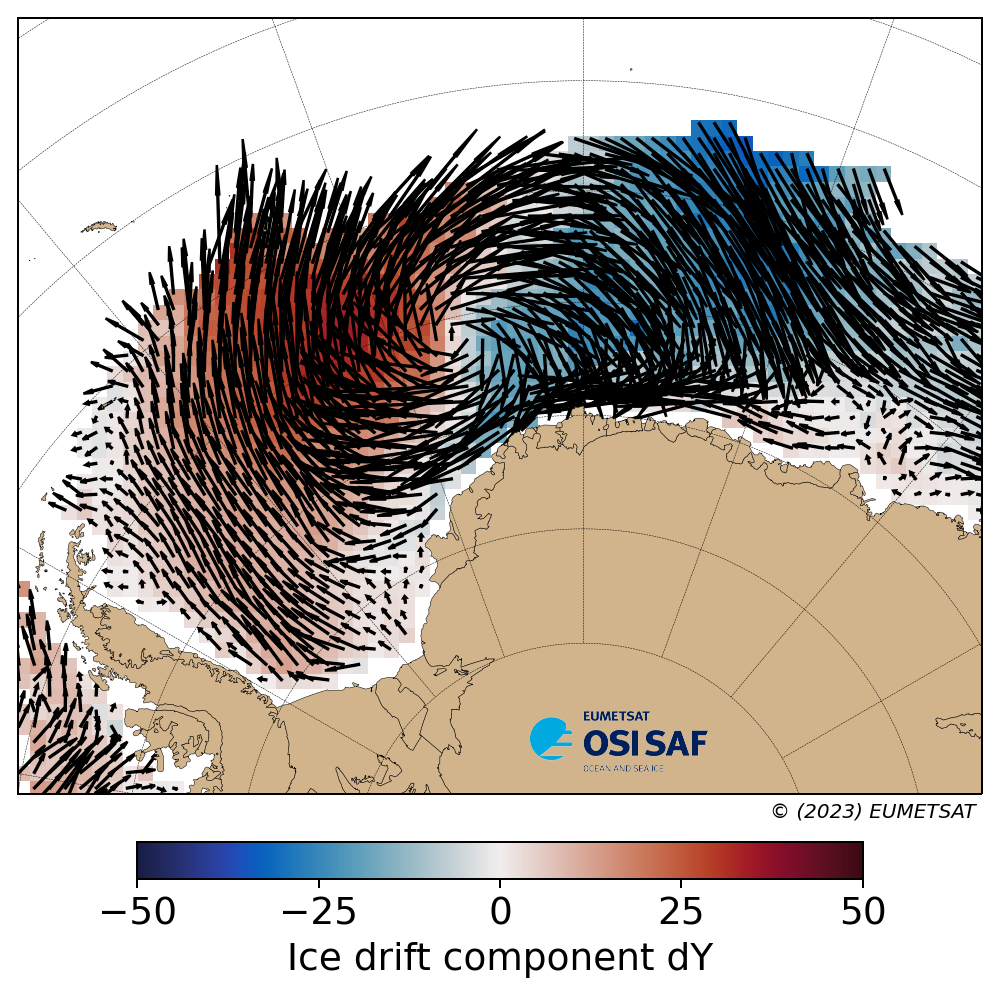 EUMETSAT
OSI SAF
OCEAN AND SEA ICE
© (2023) EUMETSAT
−50 −25 0 25 50
Ice drift component dY